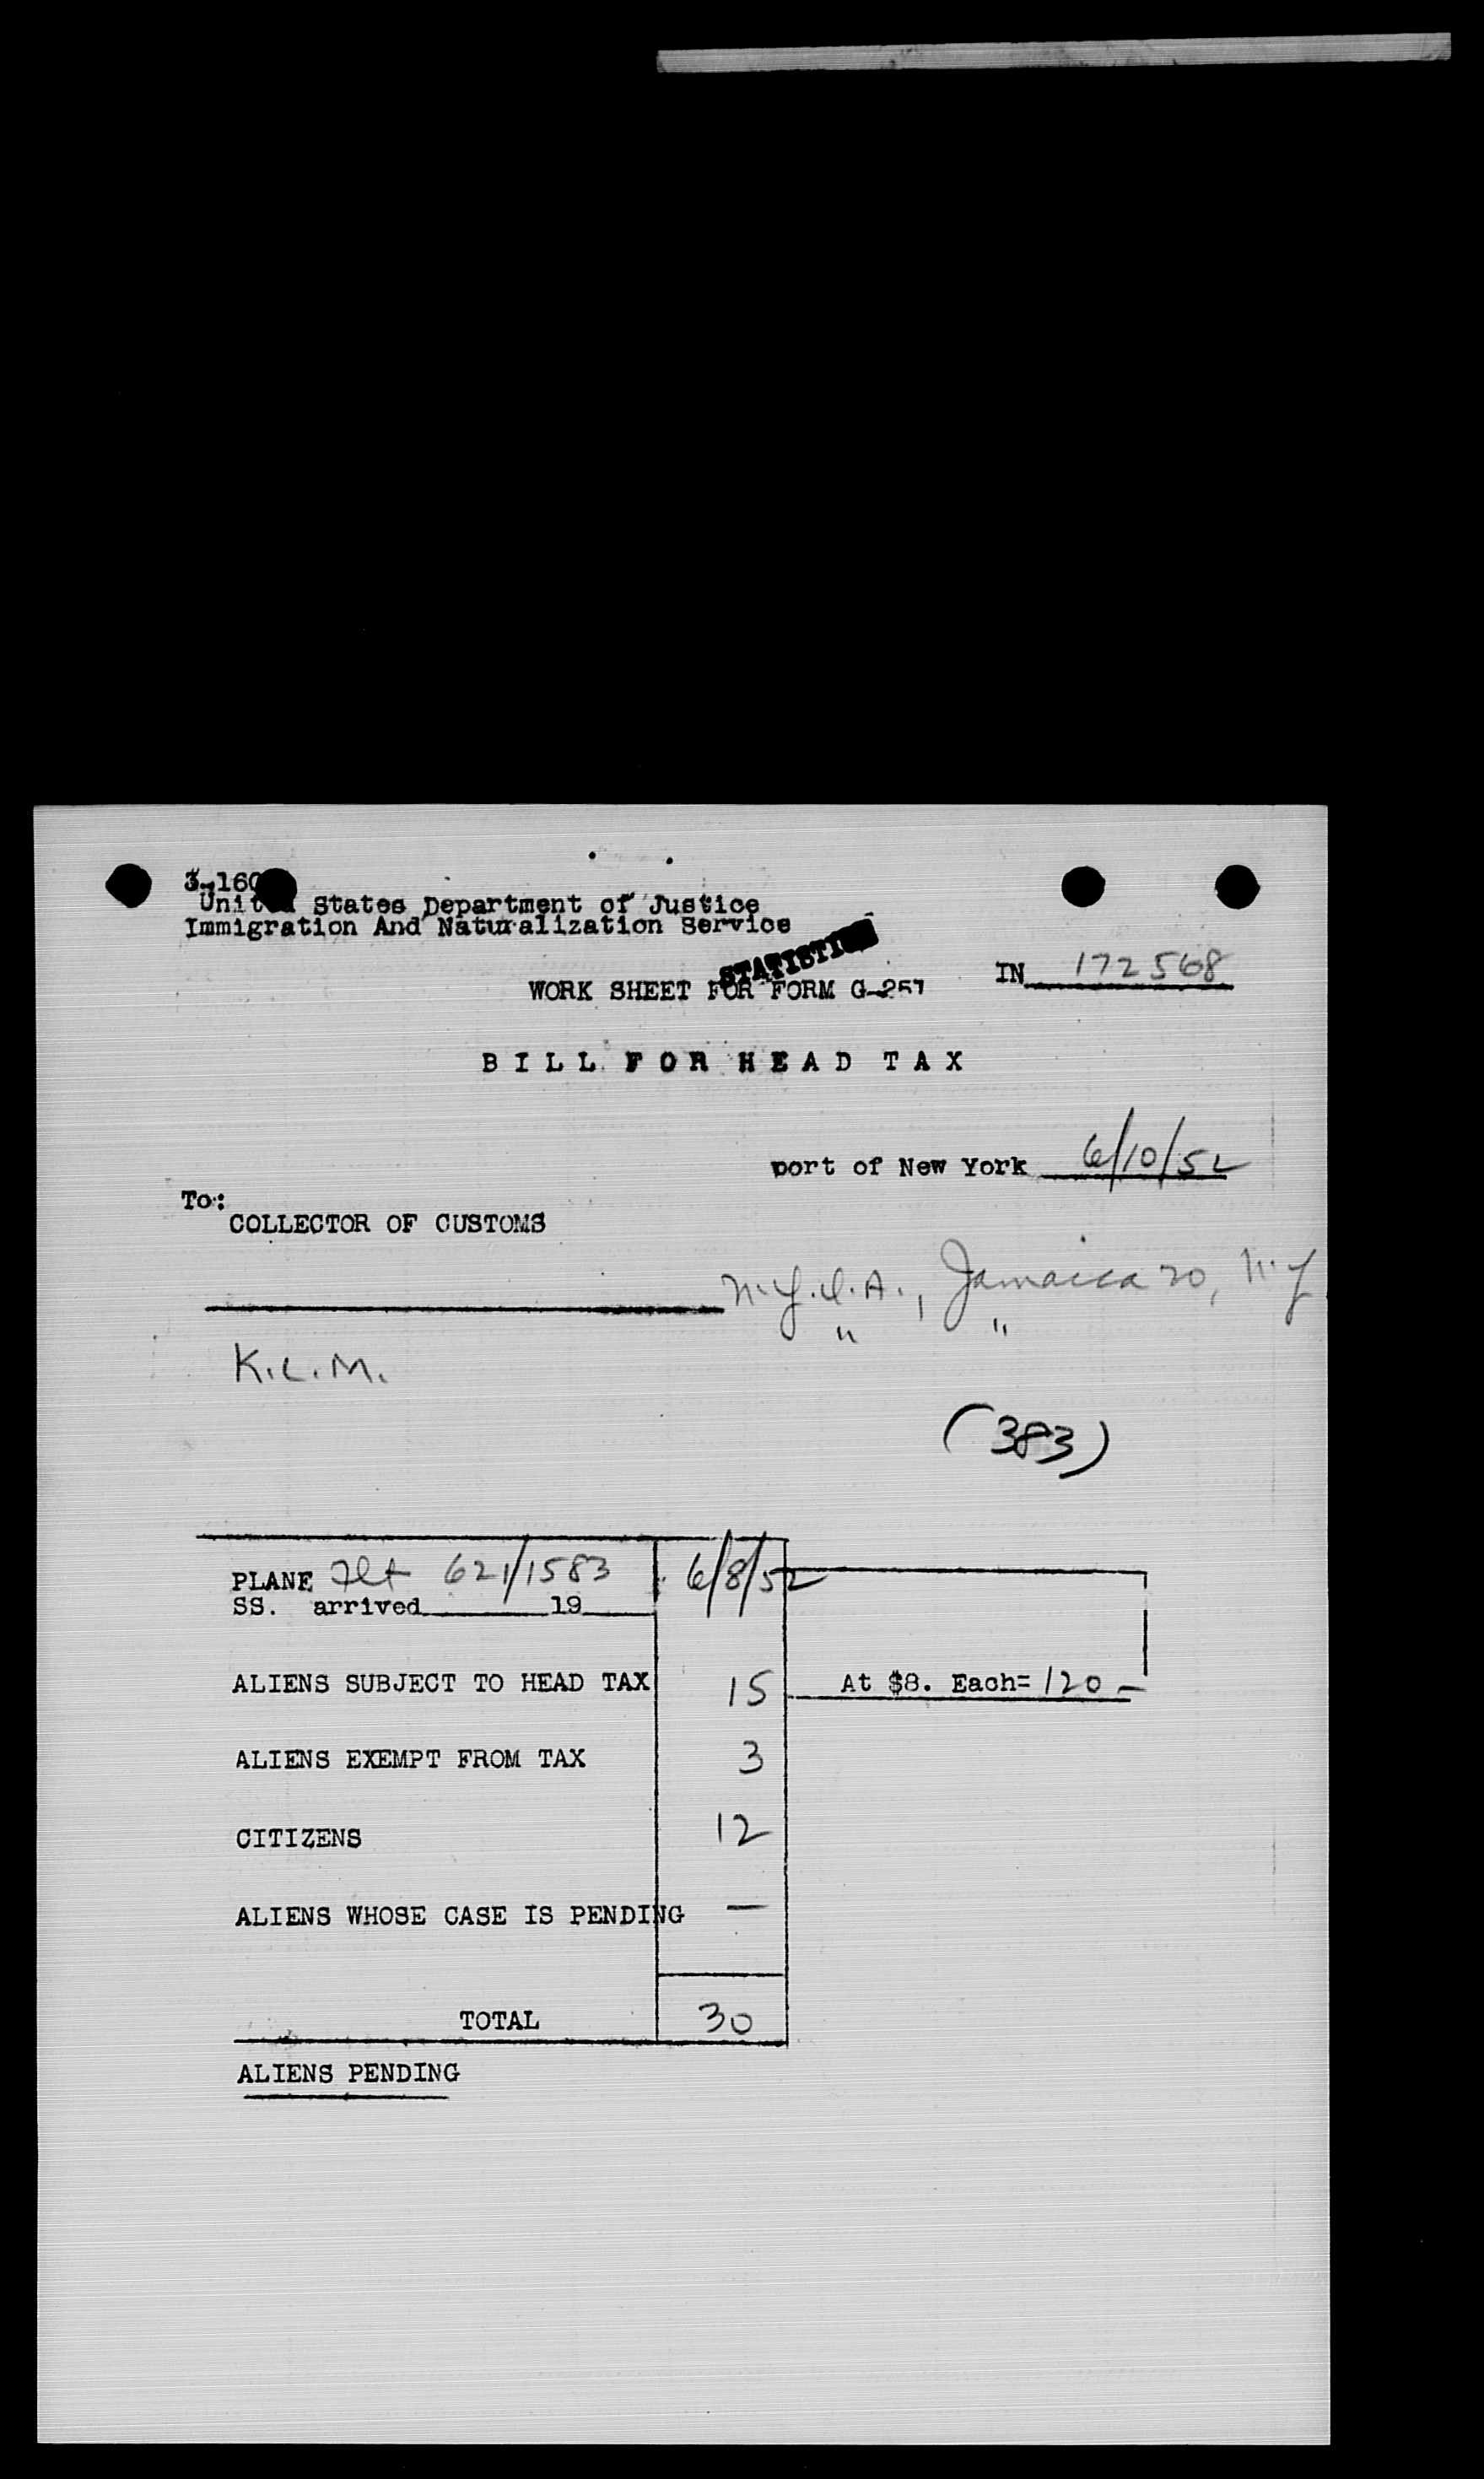 3-160
United States Department of Justice
Immigration And Naturalization Service
STATISTICS
WORK SHEET FOR FORM G-257
IN 172568
BILL FOR HEAD TAX
port of New York 6/10/52
To:
COLLECTOR OF CUSTOMS
N.Y.I.A., Jamaica 20, N.Y
" "
K.L.M.
(383)
PLANE Flt 621/1583 6/8/52
SS. arrived 19
ALIENS SUBJECT TO HEAD TAX 15 At $8. Each= 120 —
ALIENS EXEMPT FROM TAX 3
CITIZENS 12
ALIENS WHOSE CASE IS PENDING —
TOTAL 30
ALIENS PENDING